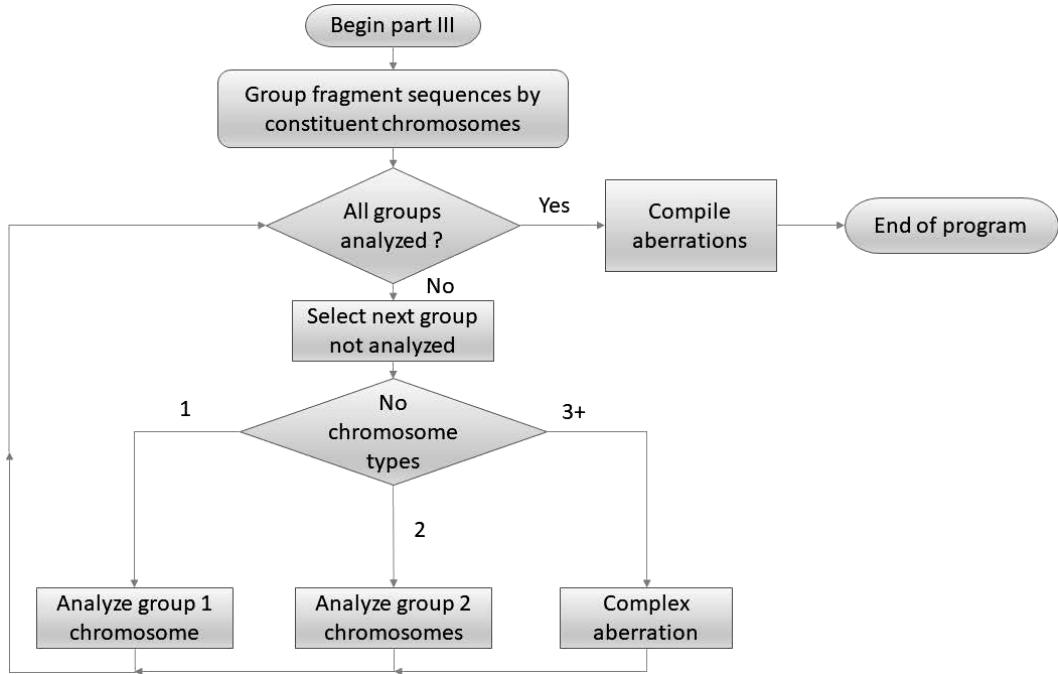 Begin part III
Group fragment sequences by
constituent chromosomes
All groups
analyzed ?
Yes
Compile
aberrations
End of program
No
Select next group
not analyzed
1
No
chromosome
types
3+
2
Analyze group 1
chromosome
Analyze group 2
chromosomes
Complex
aberration